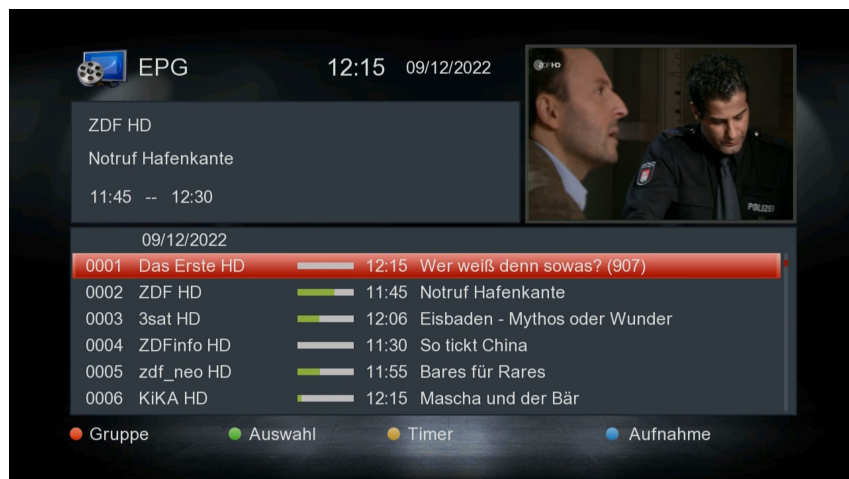 EPG
12:15 09/12/2022
ZDF HD
ZDF HD
Notruf Hafenkante
11:45 -- 12:30
POLIZEI
09/12/2022
0001 Das Erste HD 12:15 Wer weiß denn sowas? (907)
0002 ZDF HD 11:45 Notruf Hafenkante
0003 3sat HD 12:06 Eisbaden - Mythos oder Wunder
0004 ZDFinfo HD 11:30 So tickt China
0005 zdf_neo HD 11:55 Bares für Rares
0006 KiKA HD 12:15 Mascha und der Bär
Gruppe Auswahl Timer Aufnahme